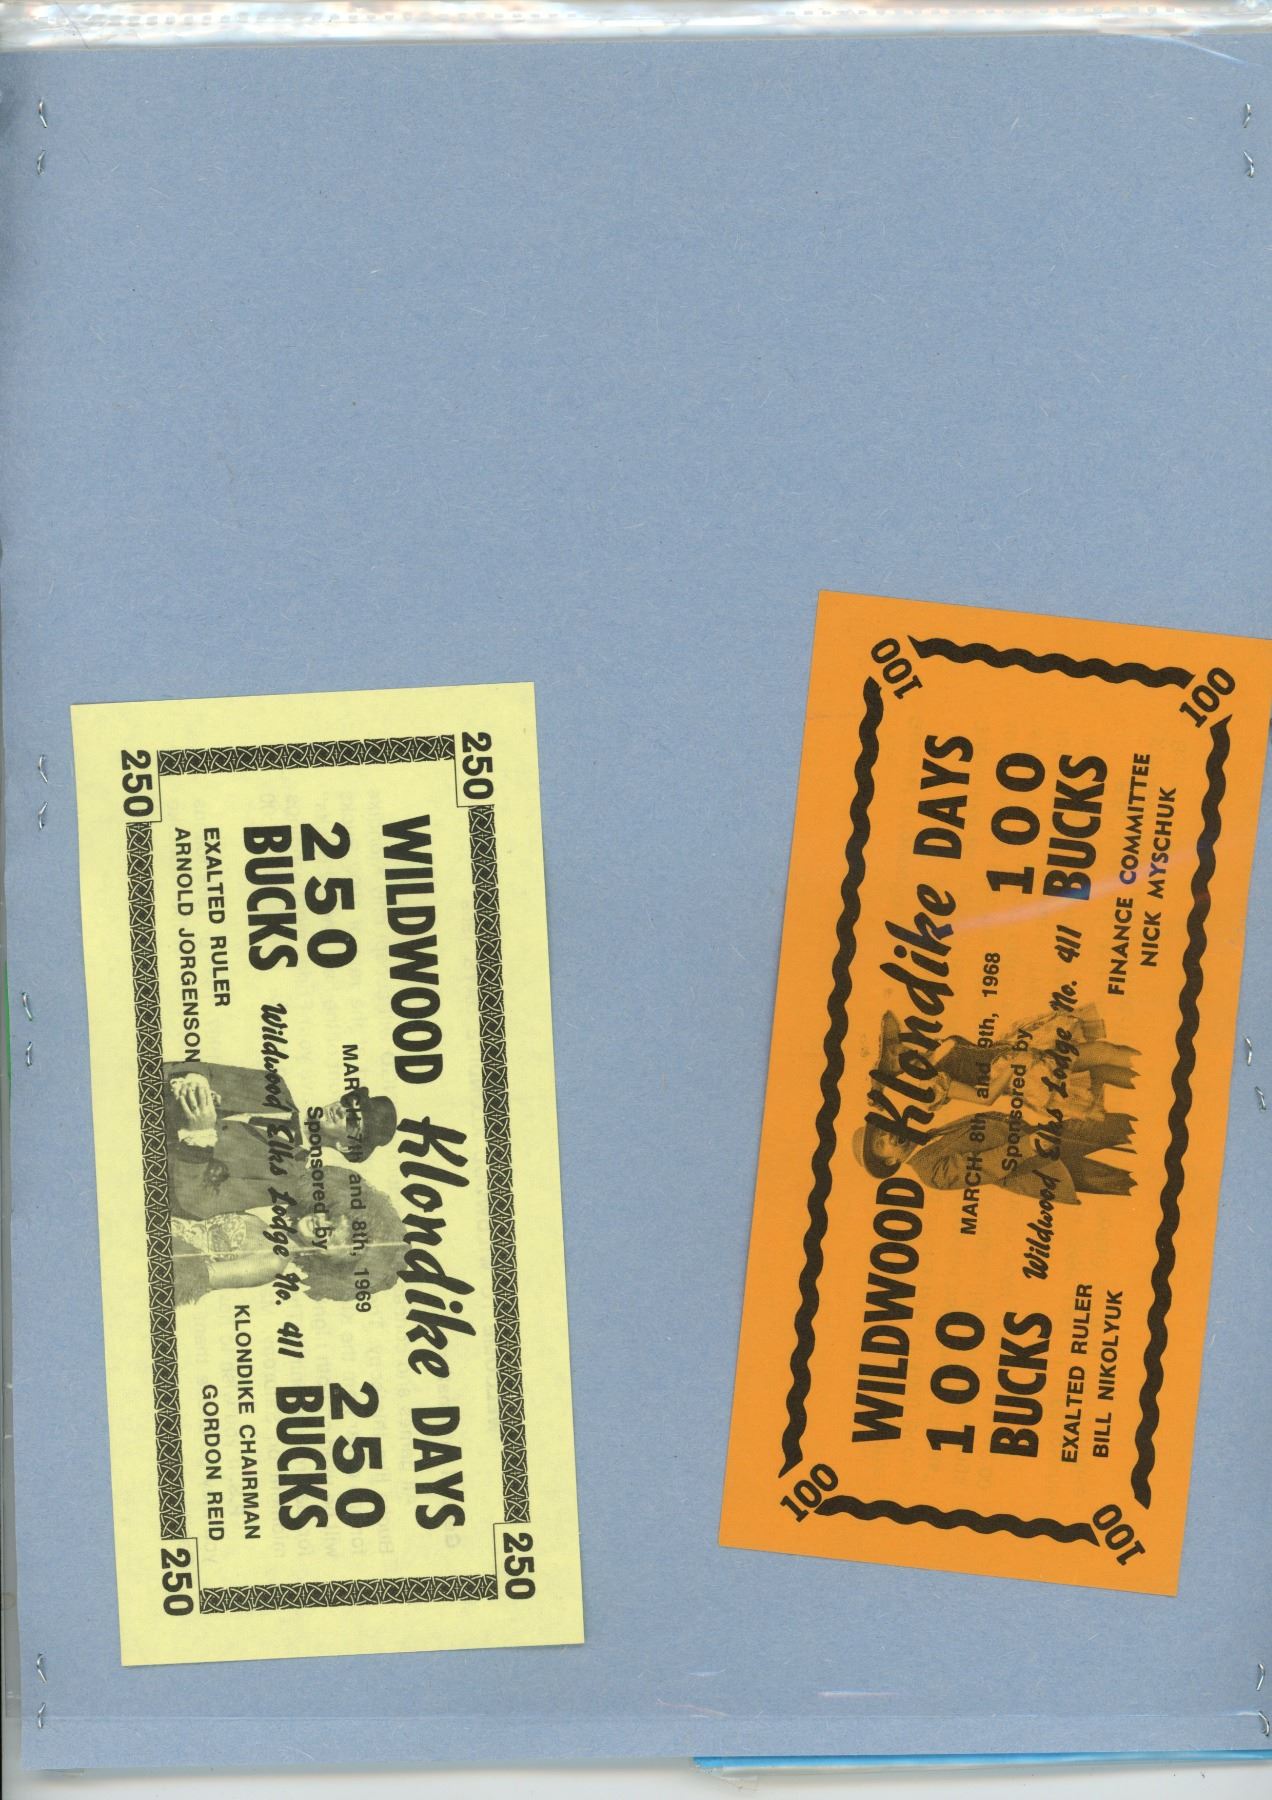 250 250
WILDWOOD Klondike DAYS
250 MARCH 7th and 8th, 1969 250
Sponsored by
BUCKS Wildwood Elks Lodge No. 411 BUCKS
EXALTED RULER KLONDIKE CHAIRMAN
ARNOLD JORGENSON GORDON REID
250 250
100 100
WILDWOOD Klondike DAYS
100 MARCH 8th and 9th, 1968 100
Sponsored by
BUCKS Wildwood Elks Lodge No. 411 BUCKS
EXALTED RULER FINANCE COMMITTEE
BILL NIKOLYUK NICK MYSCHUK
100 100